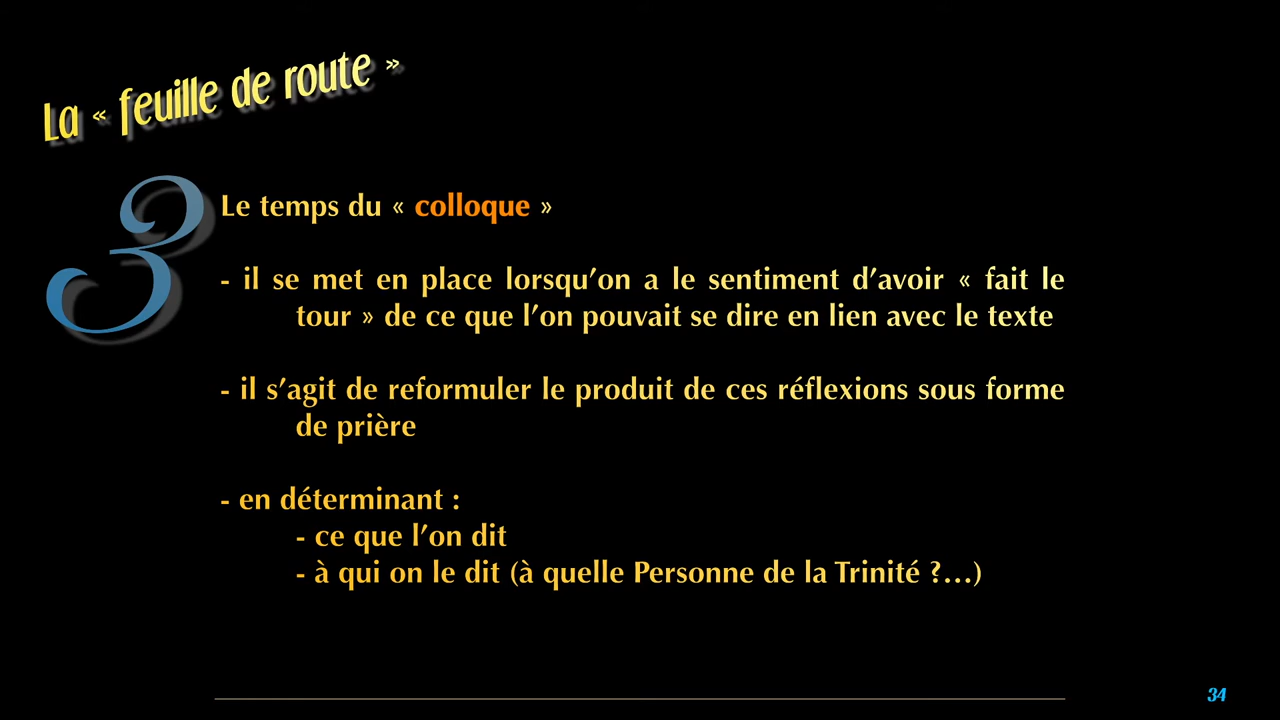 La « feuille de route »
3
Le temps du « colloque »
- il se met en place lorsqu’on a le sentiment d’avoir « fait le
tour » de ce que l’on pouvait se dire en lien avec le texte
- il s’agit de reformuler le produit de ces réflexions sous forme
de prière
- en déterminant :
- ce que l’on dit
- à qui on le dit (à quelle Personne de la Trinité ?…)
34